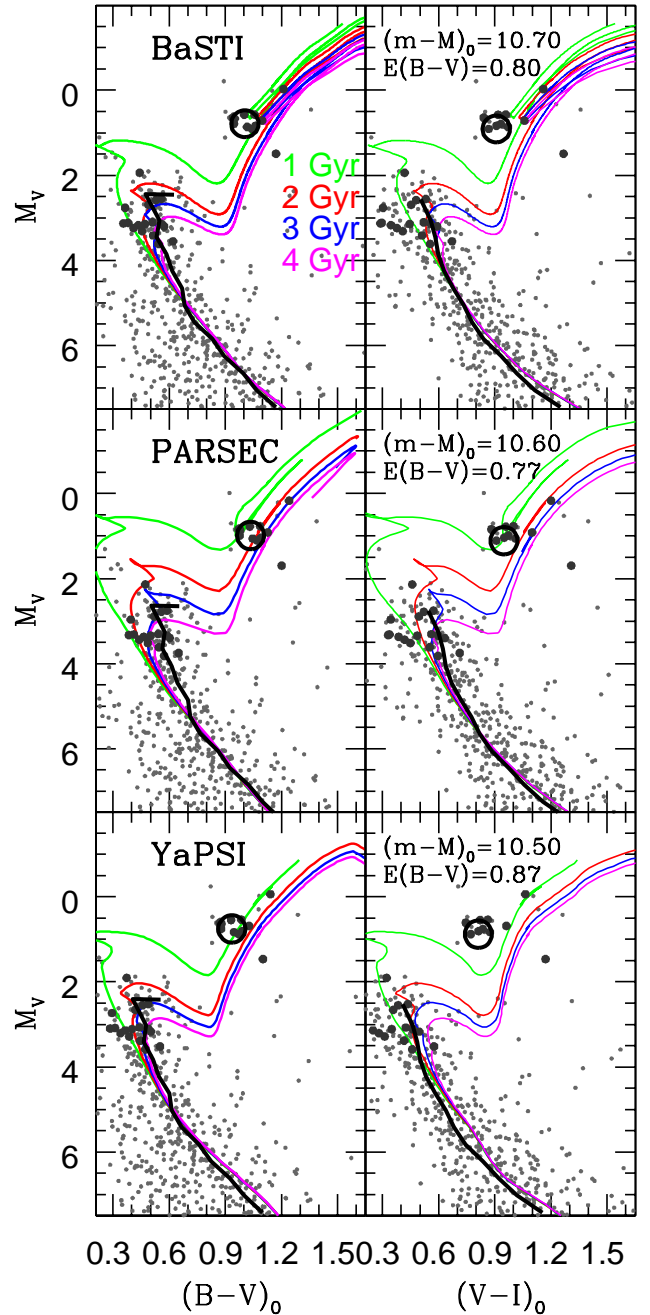 BaSTI
(m−M)₀=10.70
E(B−V)=0.80
1 Gyr
2 Gyr
3 Gyr
4 Gyr
0
2
4
6
M_V
PARSEC
(m−M)₀=10.60
E(B−V)=0.77
0
2
4
6
M_V
YaPSI
(m−M)₀=10.50
E(B−V)=0.87
0
2
4
6
M_V
0.3 0.6 0.9 1.2 1.50 0.3 0.6 0.9 1.2 1.5
(B−V)₀ (V−I)₀